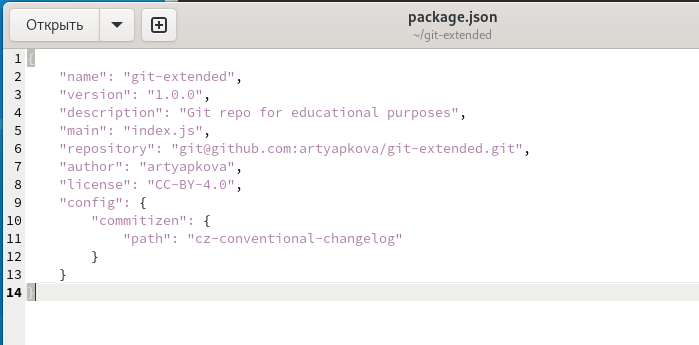 Открыть
package.json
~/git-extended
1 {
2     "name": "git-extended",
3     "version": "1.0.0",
4     "description": "Git repo for educational purposes",
5     "main": "index.js",
6     "repository": "git@github.com:artyapkova/git-extended.git",
7     "author": "artyapkova",
8     "license": "CC-BY-4.0",
9     "config": {
10         "commitizen": {
11             "path": "cz-conventional-changelog"
12         }
13     }
14 }